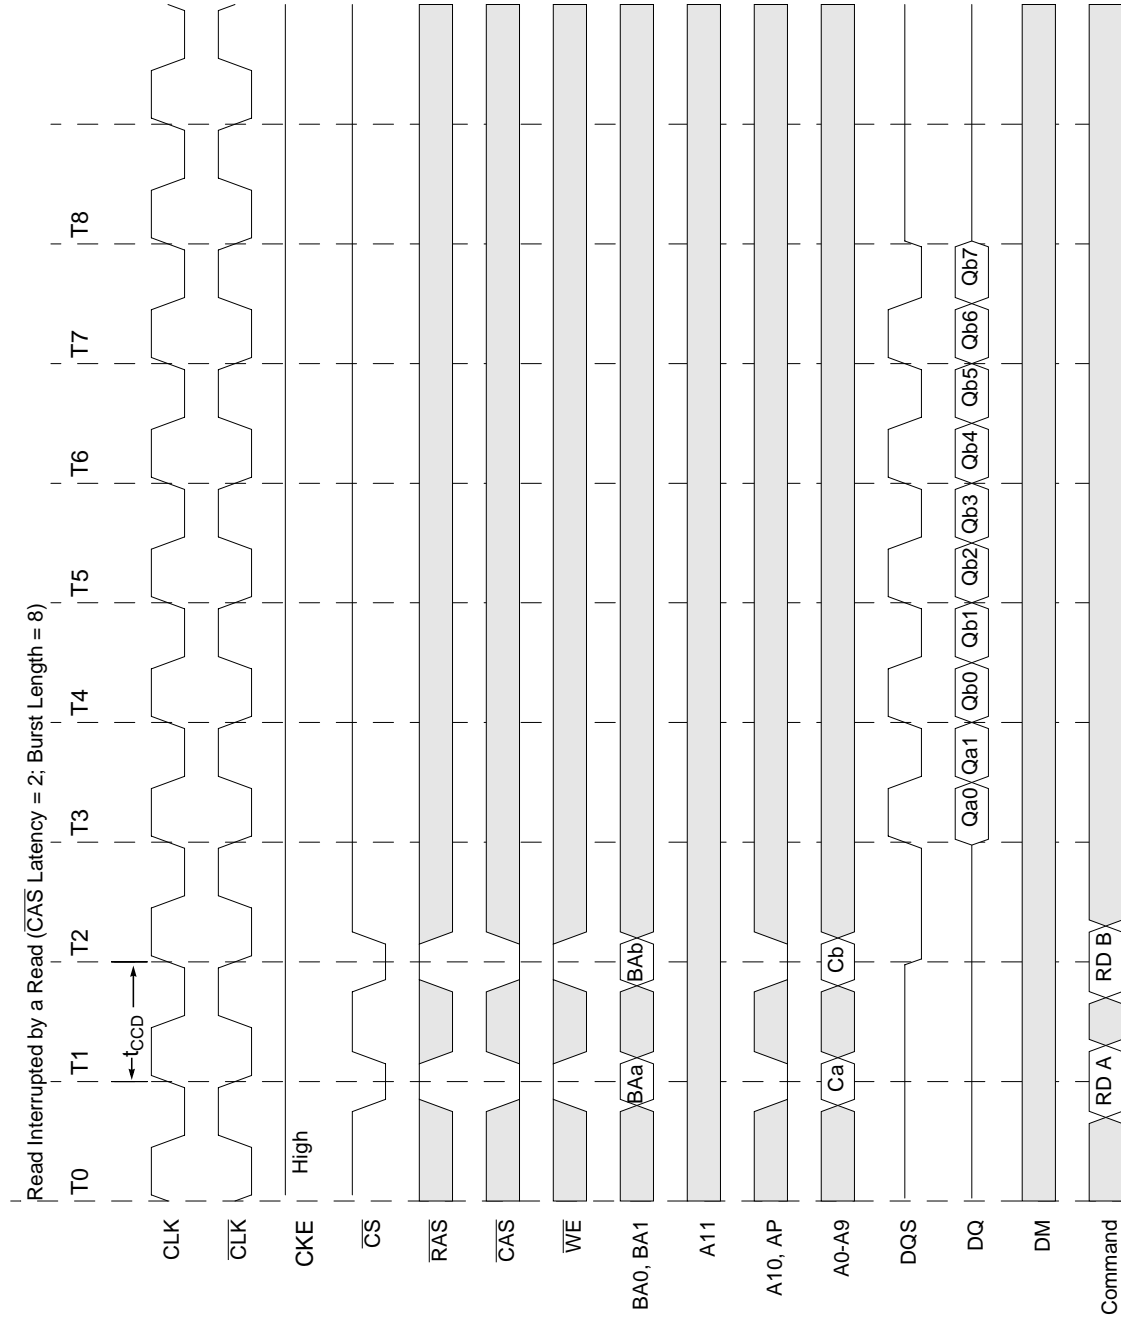 Read Interrupted by a Read (CAS Latency = 2; Burst Length = 8)
T0 T1 T2 T3 T4 T5 T6 T7 T8
tCCD
CLK
CLK
CKE High
CS
RAS
CAS
WE
BA0, BA1 BAa BAb
A11
A10, AP
A0-A9 Ca Cb
DQS
DQ Qa0 Qa1 Qb0 Qb1 Qb2 Qb3 Qb4 Qb5 Qb6 Qb7
DM
Command RD A RD B